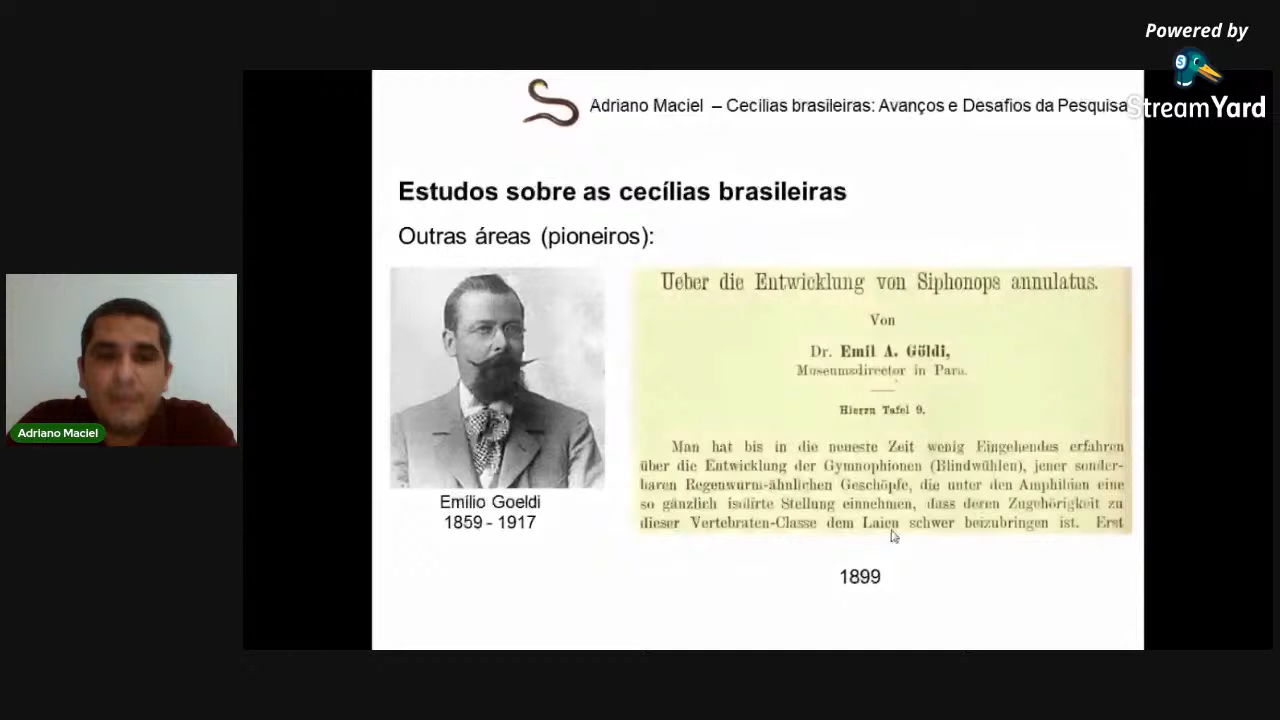 Powered by
StreamYard
Adriano Maciel – Cecílias brasileiras: Avanços e Desafios da Pesquisa
Estudos sobre as cecílias brasileiras
Outras áreas (pioneiros):
Ueber die Entwicklung von Siphonops annulatus.
Von
Dr. Emil A. Göldi,
Museumsdirector in Para.
Hierzu Tafel 9.
Man hat bis in die neueste Zeit wenig Eingehendes erfahren
über die Entwicklung der Gymnophionen (Blindwühlen), jener sonder-
baren Regenwurm-ähnlichen Geschöpfe, die unter den Amphibien eine
so gänzlich isolirte Stellung einnehmen, dass deren Zugehörigkeit zu
dieser Vertebraten-Classe dem Laien schwer beizubringen ist. Erst
Emílio Goeldi
1859 - 1917
1899
Adriano Maciel